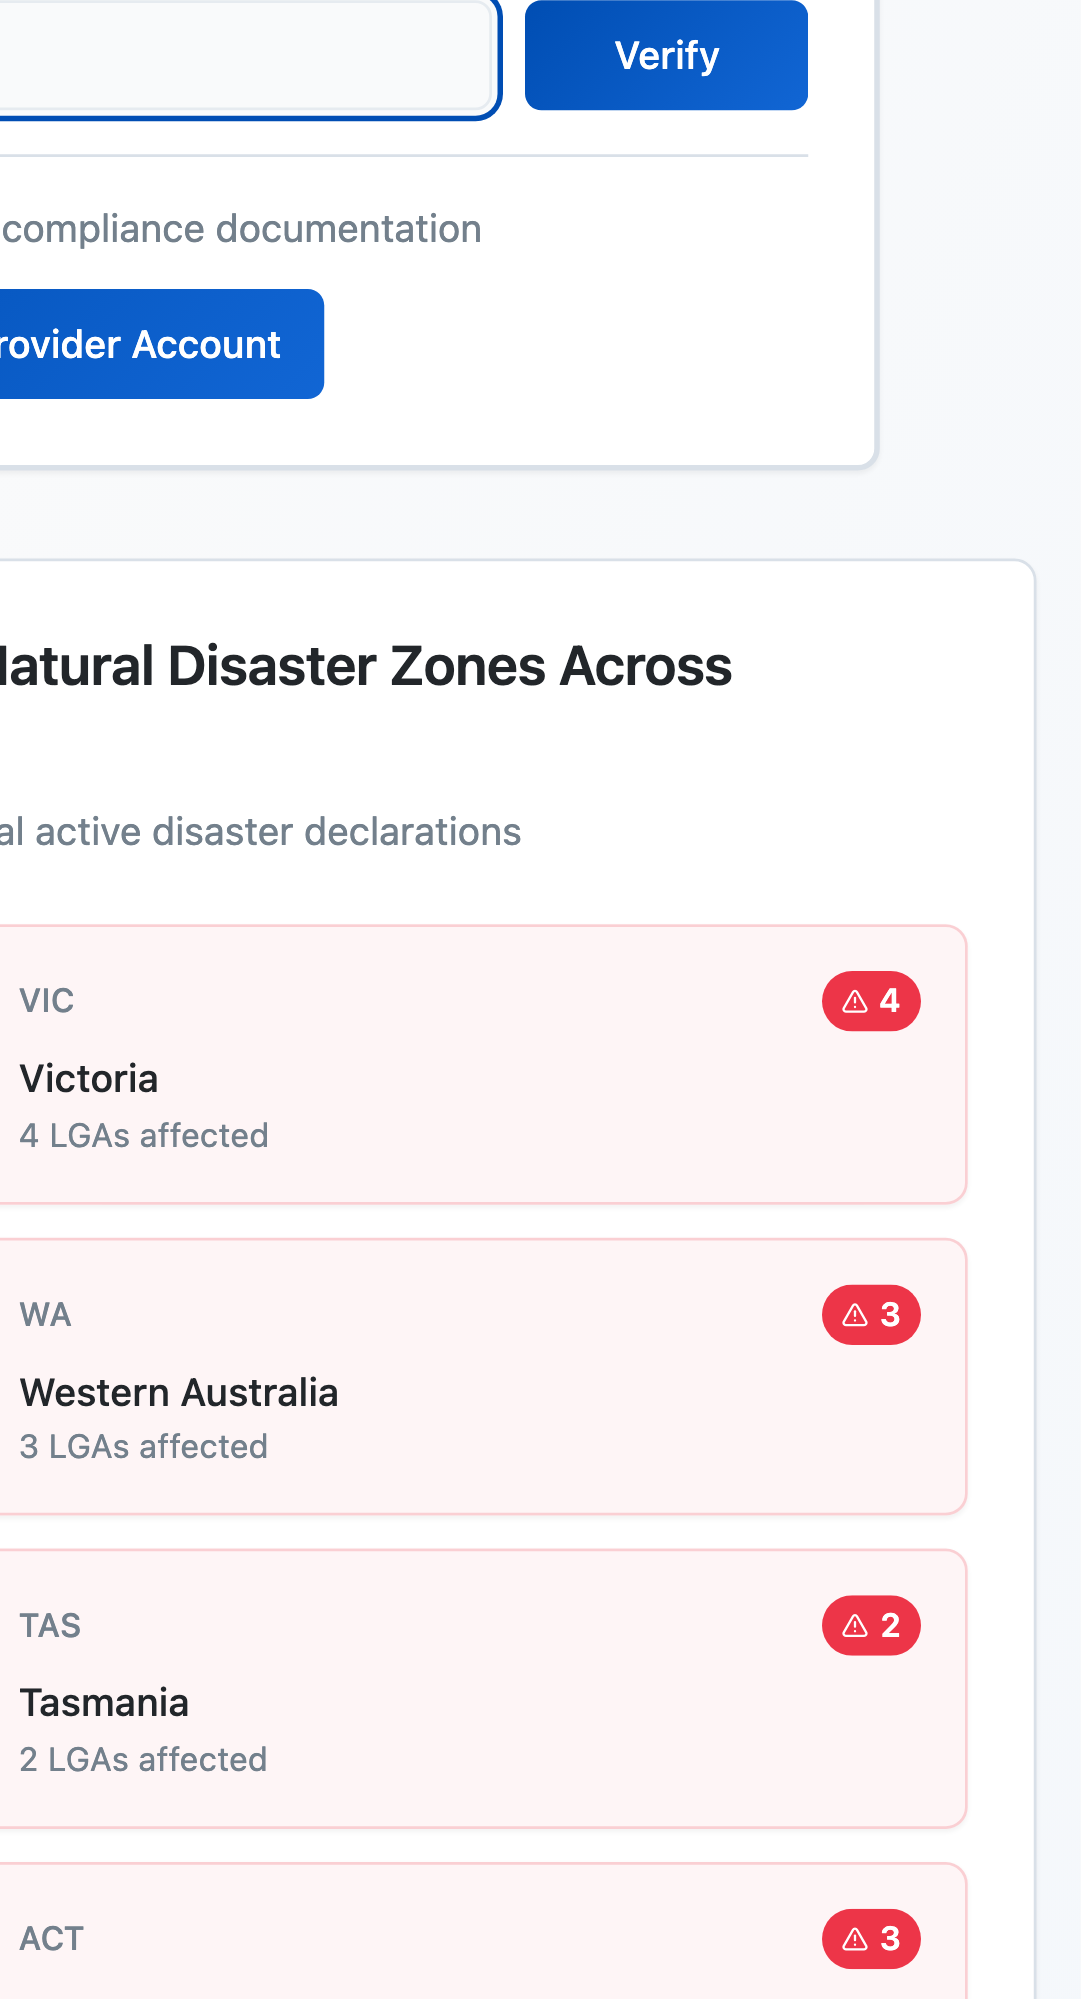 Verify
compliance documentation
rovider Account
atural Disaster Zones Across
al active disaster declarations
VIC
4
Victoria
4 LGAs affected
WA
3
Western Australia
3 LGAs affected
TAS
2
Tasmania
2 LGAs affected
ACT
3